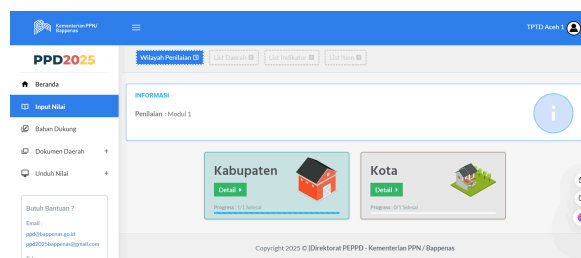 Kementerian PPN/
Bappenas
TPTD Aceh 1
PPD2025
Wilayah Penilaian
List Daerah
List Indikator
List Item
Beranda
Input Nilai
Bahan Dukung
Dokumen Daerah +
Unduh Nilai +
INFORMASI
Penilaian : Modul 1
Kabupaten
Detail
Progress: 1/1 Selesai
Kota
Detail
Progress: 0/1 Selesai
Butuh Bantuan ?
Email :
ppd@bappenas.go.id
ppd2025bappenas@gmail.com
Copyright 2025 © |Direktorat PEPPD - Kementerian PPN / Bappenas